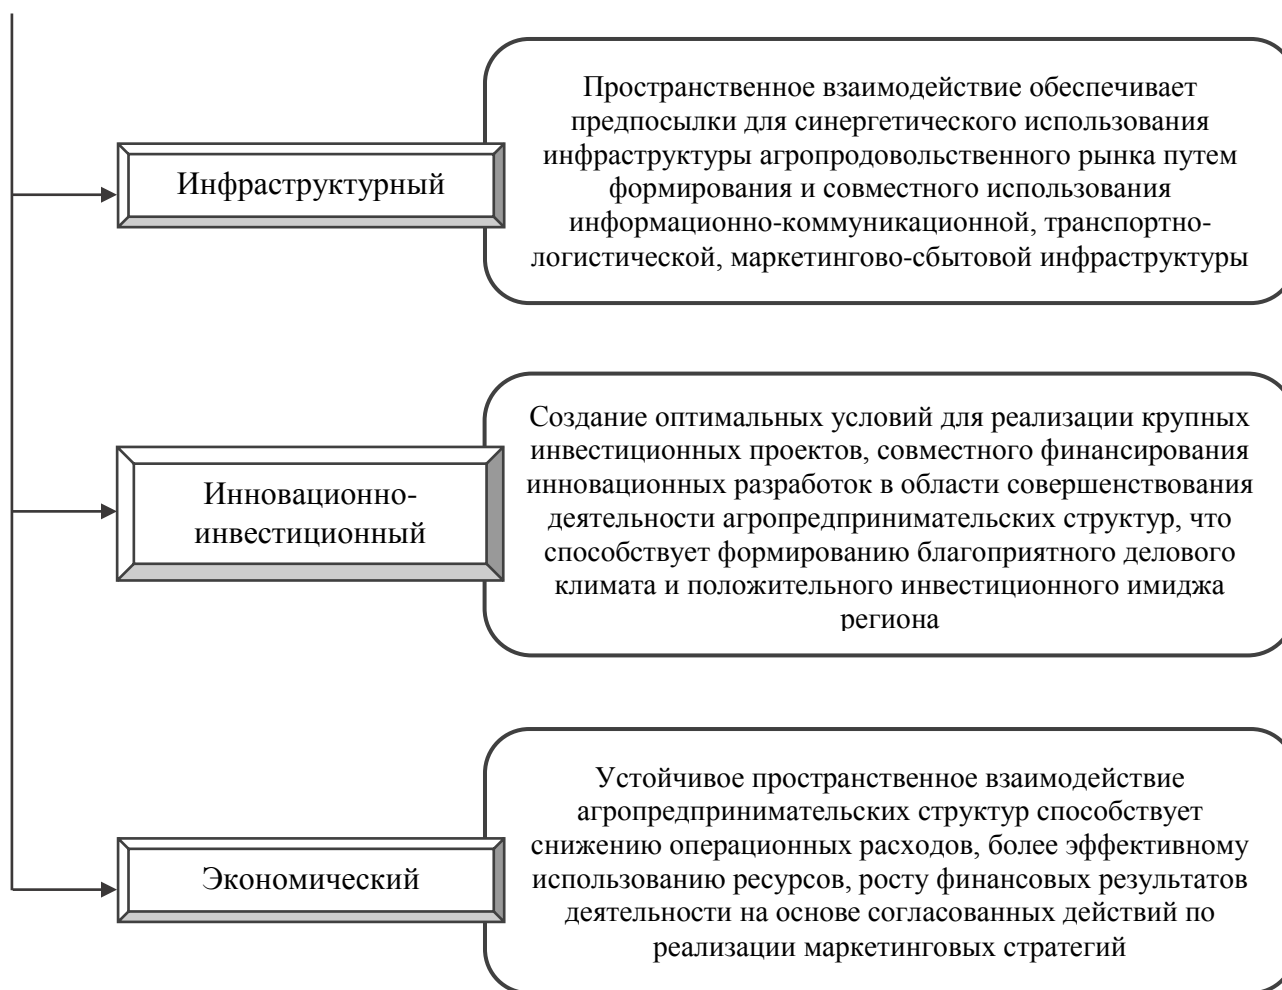 Инфраструктурный
Пространственное взаимодействие обеспечивает
предпосылки для синергетического использования
инфраструктуры агропродовольственного рынка путем
формирования и совместного использования
информационно-коммуникационной, транспортно-
логистической, маркетингово-сбытовой инфраструктуры
Инновационно-
инвестиционный
Создание оптимальных условий для реализации крупных
инвестиционных проектов, совместного финансирования
инновационных разработок в области совершенствования
деятельности агропредпринимательских структур, что
способствует формированию благоприятного делового
климата и положительного инвестиционного имиджа
региона
Экономический
Устойчивое пространственное взаимодействие
агропредпринимательских структур способствует
снижению операционных расходов, более эффективному
использованию ресурсов, росту финансовых результатов
деятельности на основе согласованных действий по
реализации маркетинговых стратегий